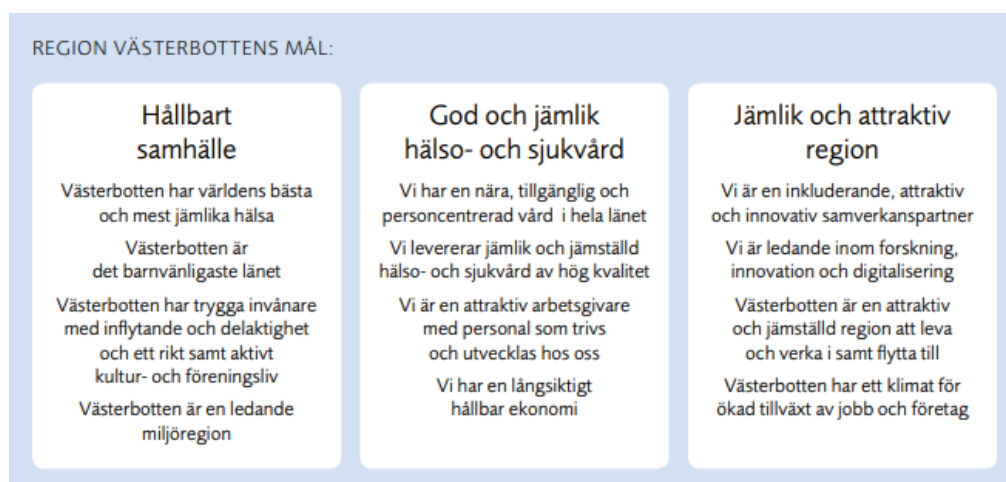 REGION VÄSTERBOTTENS MÅL:
Hållbart
samhälle
Västerbotten har världens bästa
och mest jämlika hälsa
Västerbotten är
det barnvänligaste länet
Västerbotten har trygga invånare
med inflytande och delaktighet
och ett rikt samt aktivt
kultur- och föreningsliv
Västerbotten är en ledande
miljöregion
God och jämlik
hälso- och sjukvård
Vi har en nära, tillgänglig och
personcentrerad vård i hela länet
Vi levererar jämlik och jämställd
hälso- och sjukvård av hög kvalitet
Vi är en attraktiv arbetsgivare
med personal som trivs
och utvecklas hos oss
Vi har en långsiktigt
hållbar ekonomi
Jämlik och attraktiv
region
Vi är en inkluderande, attraktiv
och innovativ samverkanspartner
Vi är ledande inom forskning,
innovation och digitalisering
Västerbotten är en attraktiv
och jämställd region att leva
och verka i samt flytta till
Västerbotten har ett klimat för
ökad tillväxt av jobb och företag